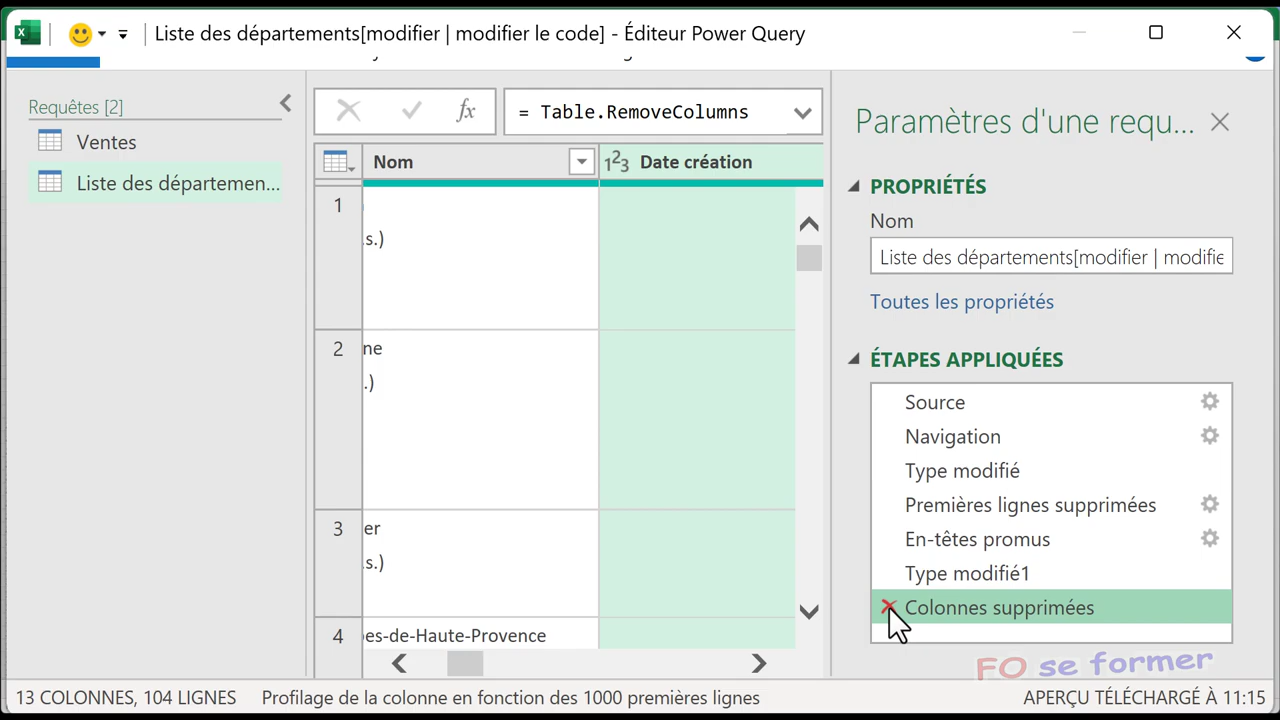 Liste des départements[modifier | modifier le code] - Éditeur Power Query
Requêtes [2]
Ventes
Liste des départemen...
fx
= Table.RemoveColumns
Nom
1²3 Date création
1
.s.)
2
ne
.)
3
er
.s.)
4
pes-de-Haute-Provence
Paramètres d'une requ...
PROPRIÉTÉS
Nom
Liste des départements[modifier | modifie
Toutes les propriétés
ÉTAPES APPLIQUÉES
Source
Navigation
Type modifié
Premières lignes supprimées
En-têtes promus
Type modifié1
Colonnes supprimées
FO se former
13 COLONNES, 104 LIGNES
Profilage de la colonne en fonction des 1000 premières lignes
APERÇU TÉLÉCHARGÉ À 11:15